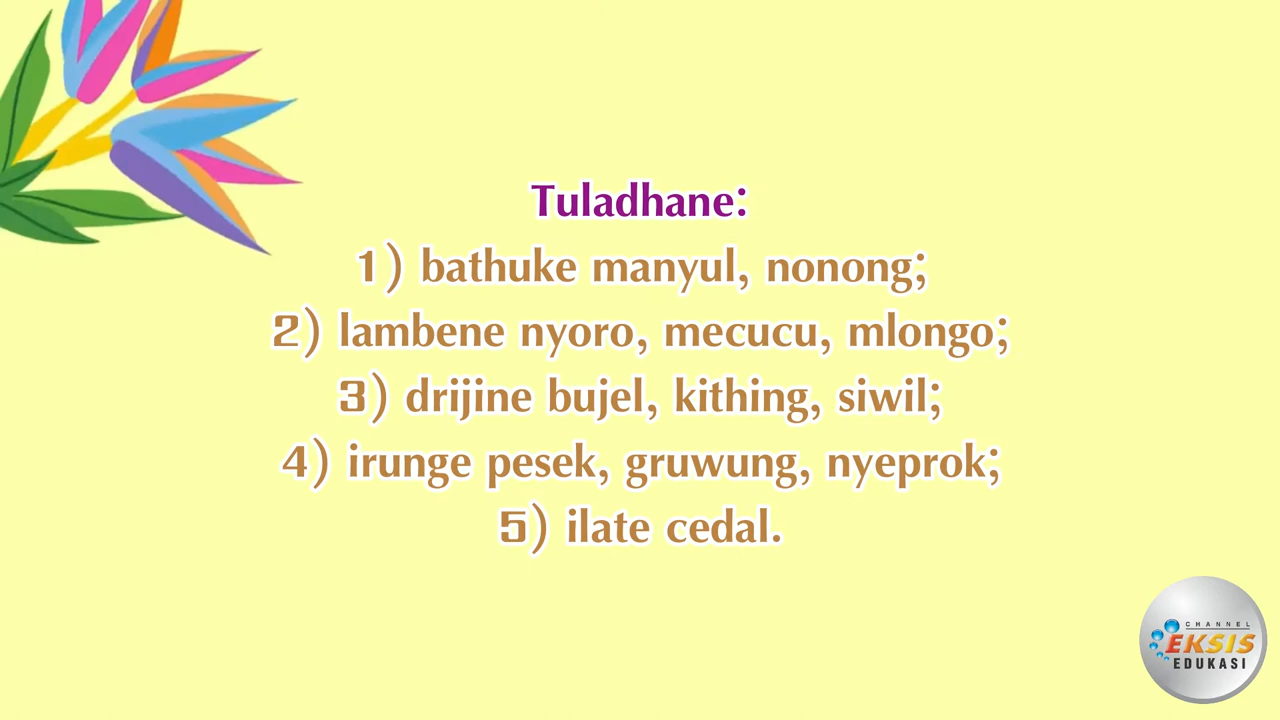 Tuladhane:
1) bathuke manyul, nonong;
2) lambene nyoro, mecucu, mlongo;
3) drijine bujel, kithing, siwil;
4) irunge pesek, gruwung, nyeprok;
5) ilate cedal.
CHANNEL
EKSIS
EDUKASI